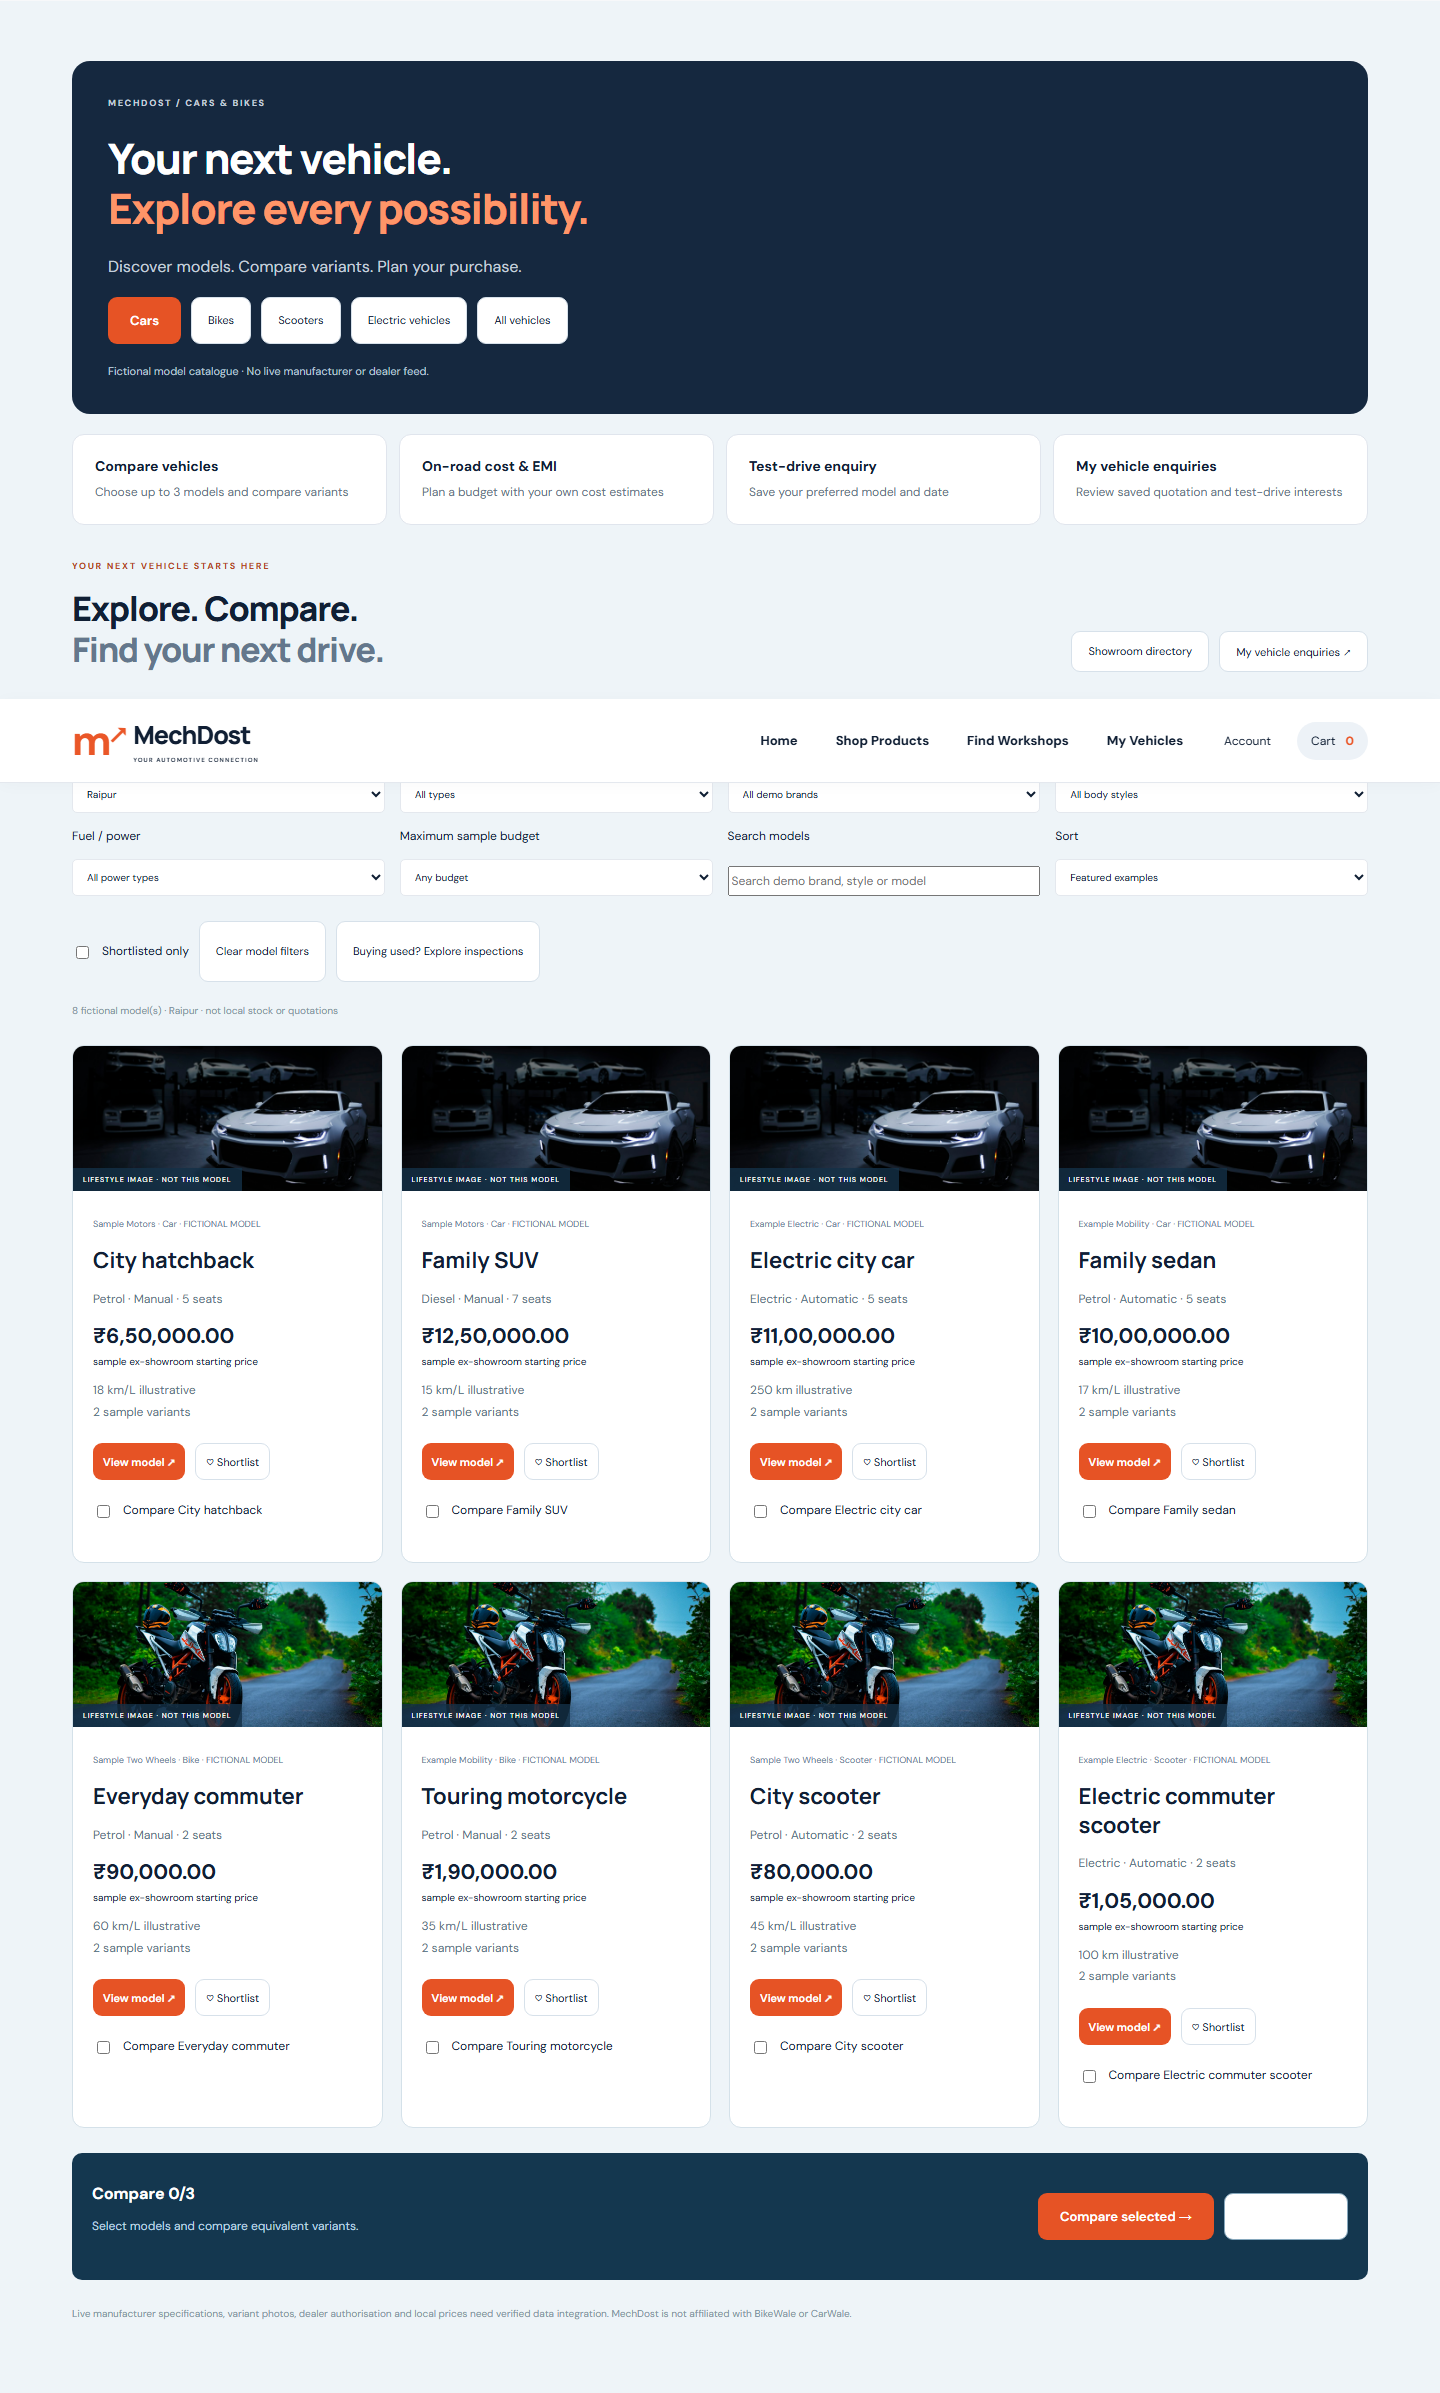 MECHDOST / CARS & BIKES
Your next vehicle.
Explore every possibility.
Discover models. Compare variants. Plan your purchase.
Cars
Bikes
Scooters
Electric vehicles
All vehicles
Fictional model catalogue · No live manufacturer or dealer feed.
Compare vehicles
Choose up to 3 models and compare variants
On-road cost & EMI
Plan a budget with your own cost estimates
Test-drive enquiry
Save your preferred model and date
My vehicle enquiries
Review saved quotation and test-drive interests
YOUR NEXT VEHICLE STARTS HERE
Explore. Compare.
Find your next drive.
Showroom directory
My vehicle enquiries ↗
m↗ MechDost
YOUR AUTOMOTIVE CONNECTION
Home
Shop Products
Find Workshops
My Vehicles
Account
Cart 0
Raipur
All types
All demo brands
All body styles
Fuel / power
Maximum sample budget
Search models
Sort
All power types
Any budget
Search demo brand, style or model
Featured examples
Shortlisted only
Clear model filters
Buying used? Explore inspections
8 fictional model(s) · Raipur · not local stock or quotations
LIFESTYLE IMAGE · NOT THIS MODEL
Sample Motors · Car · FICTIONAL MODEL
City hatchback
Petrol · Manual · 5 seats
₹6,50,000.00
sample ex-showroom starting price
18 km/L illustrative
2 sample variants
View model ↗
♡ Shortlist
Compare City hatchback
LIFESTYLE IMAGE · NOT THIS MODEL
Sample Motors · Car · FICTIONAL MODEL
Family SUV
Diesel · Manual · 7 seats
₹12,50,000.00
sample ex-showroom starting price
15 km/L illustrative
2 sample variants
View model ↗
♡ Shortlist
Compare Family SUV
LIFESTYLE IMAGE · NOT THIS MODEL
Example Electric · Car · FICTIONAL MODEL
Electric city car
Electric · Automatic · 5 seats
₹11,00,000.00
sample ex-showroom starting price
250 km illustrative
2 sample variants
View model ↗
♡ Shortlist
Compare Electric city car
LIFESTYLE IMAGE · NOT THIS MODEL
Example Mobility · Car · FICTIONAL MODEL
Family sedan
Petrol · Automatic · 5 seats
₹10,00,000.00
sample ex-showroom starting price
17 km/L illustrative
2 sample variants
View model ↗
♡ Shortlist
Compare Family sedan
LIFESTYLE IMAGE · NOT THIS MODEL
Sample Two Wheels · Bike · FICTIONAL MODEL
Everyday commuter
Petrol · Manual · 2 seats
₹90,000.00
sample ex-showroom starting price
60 km/L illustrative
2 sample variants
View model ↗
♡ Shortlist
Compare Everyday commuter
LIFESTYLE IMAGE · NOT THIS MODEL
Example Mobility · Bike · FICTIONAL MODEL
Touring motorcycle
Petrol · Manual · 2 seats
₹1,90,000.00
sample ex-showroom starting price
35 km/L illustrative
2 sample variants
View model ↗
♡ Shortlist
Compare Touring motorcycle
LIFESTYLE IMAGE · NOT THIS MODEL
Sample Two Wheels · Scooter · FICTIONAL MODEL
City scooter
Petrol · Automatic · 2 seats
₹80,000.00
sample ex-showroom starting price
45 km/L illustrative
2 sample variants
View model ↗
♡ Shortlist
Compare City scooter
LIFESTYLE IMAGE · NOT THIS MODEL
Example Electric · Scooter · FICTIONAL MODEL
Electric commuter
scooter
Electric · Automatic · 2 seats
₹1,05,000.00
sample ex-showroom starting price
100 km illustrative
2 sample variants
View model ↗
♡ Shortlist
Compare Electric commuter scooter
Compare 0/3
Select models and compare equivalent variants.
Compare selected →
Live manufacturer specifications, variant photos, dealer authorisation and local prices need verified data integration. MechDost is not affiliated with BikeWale or CarWale.